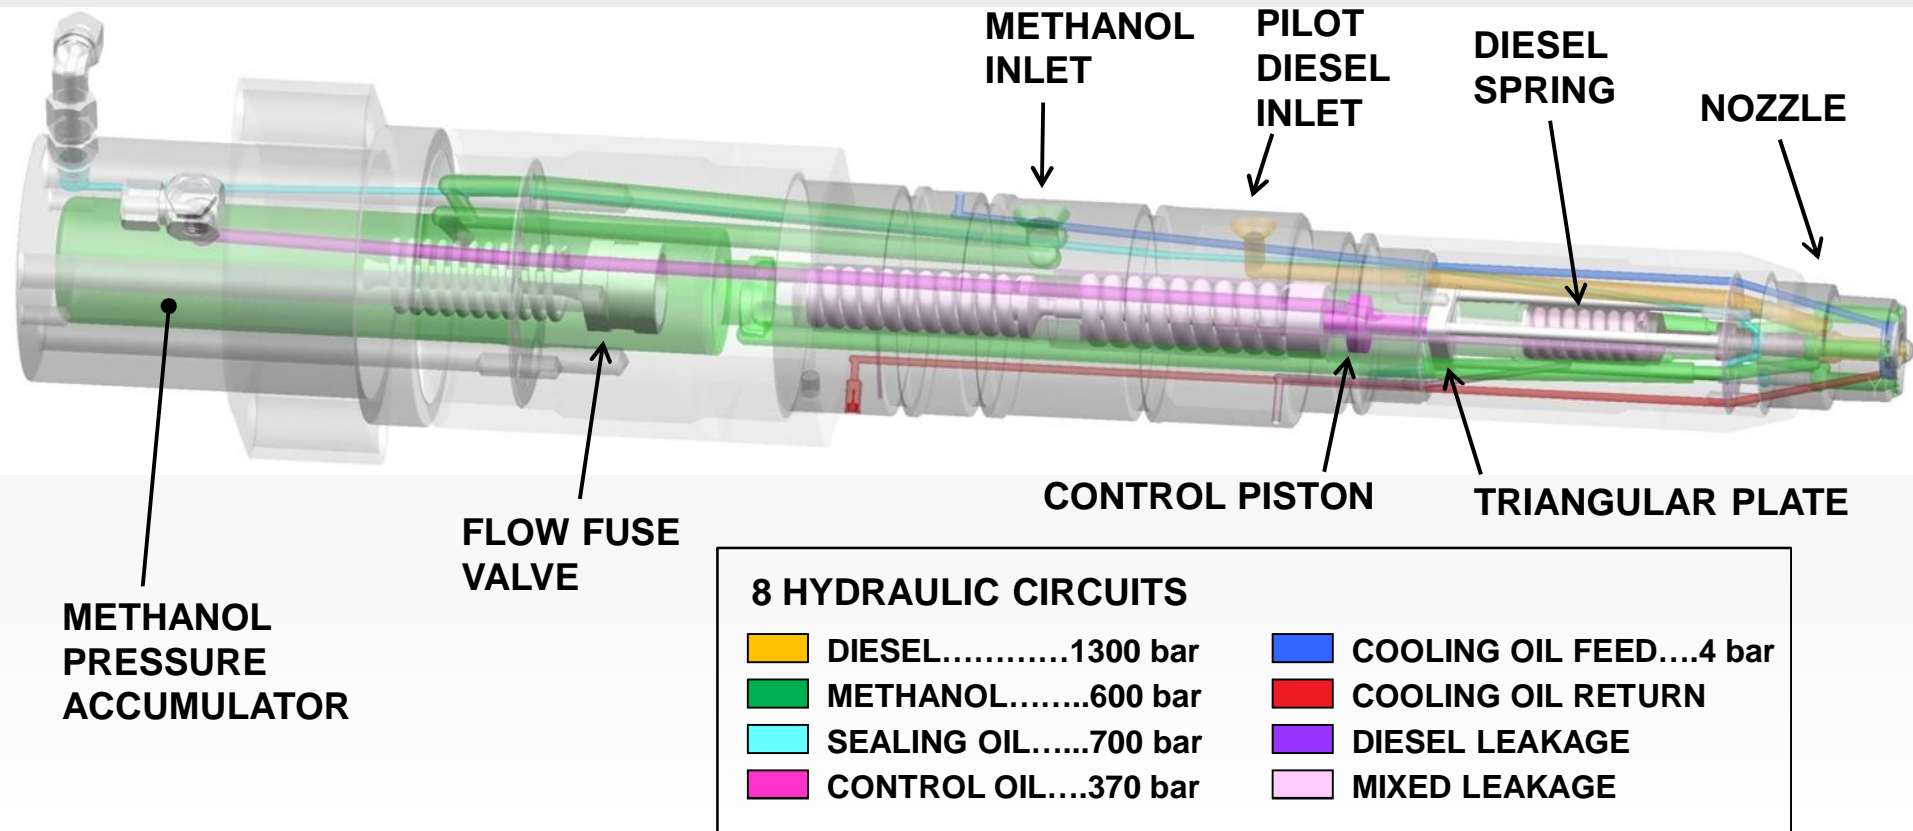 METHANOL
INLET
PILOT
DIESEL
INLET
DIESEL
SPRING
NOZZLE
CONTROL PISTON
TRIANGULAR PLATE
FLOW FUSE
VALVE
METHANOL
PRESSURE
ACCUMULATOR
8 HYDRAULIC CIRCUITS
DIESEL…………1300 bar
METHANOL……..600 bar
SEALING OIL…...700 bar
CONTROL OIL….370 bar
COOLING OIL FEED….4 bar
COOLING OIL RETURN
DIESEL LEAKAGE
MIXED LEAKAGE